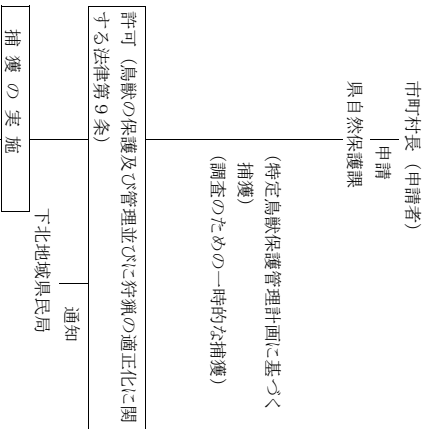 市町村長（申請者）
申請
県自然保護課
（特定鳥獣保護管理計画に基づく
捕獲）
（調査のための一時的な捕獲）
許可（鳥獣の保護及び管理並びに狩猟の適正化に関
する法律第９条）
通知
下北地域県民局
捕獲の実施